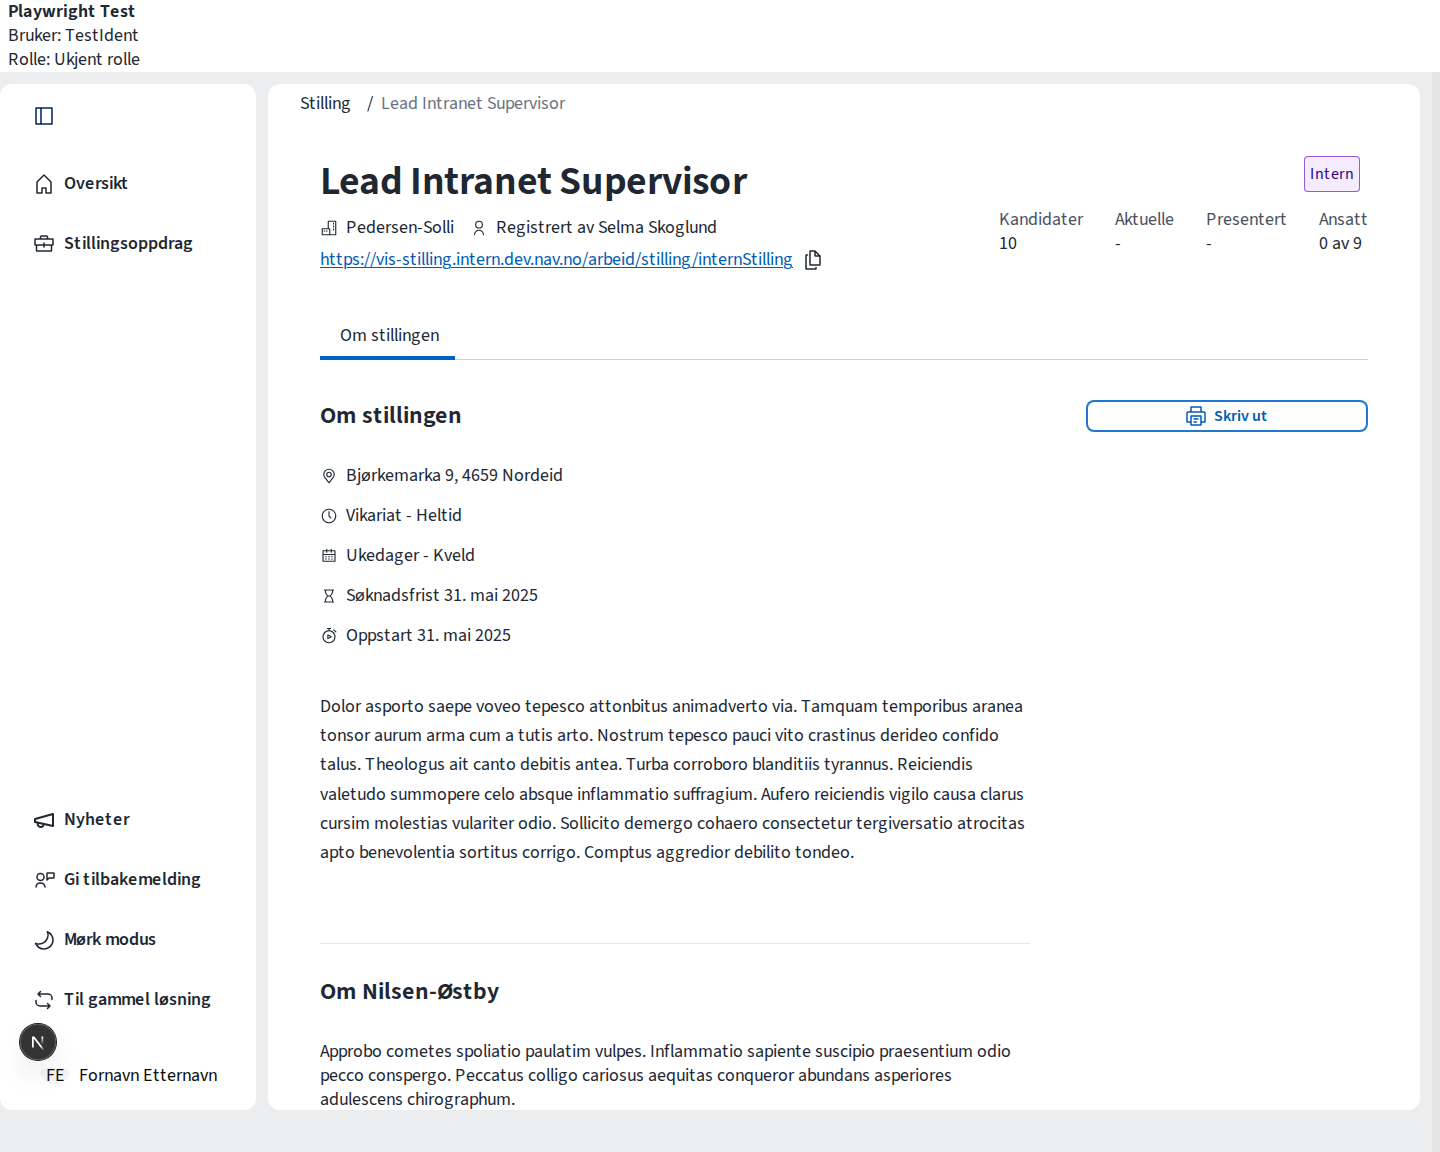 Playwright Test
Bruker: TestIdent
Rolle: Ukjent rolle
Oversikt
Stillingsoppdrag
Nyheter
Gi tilbakemelding
Mørk modus
Til gammel løsning
N
FE Fornavn Etternavn
Stilling / Lead Intranet Supervisor
Lead Intranet Supervisor
Intern
Pedersen-Solli Registrert av Selma Skoglund
https://vis-stilling.intern.dev.nav.no/arbeid/stilling/internStilling
Kandidater Aktuelle Presentert Ansatt
10 - - 0 av 9
Om stillingen
Om stillingen
Skriv ut
Bjørkemarka 9, 4659 Nordeid
Vikariat - Heltid
Ukedager - Kveld
Søknadsfrist 31. mai 2025
Oppstart 31. mai 2025
Dolor asporto saepe voveo tepesco attonbitus animadverto via. Tamquam temporibus aranea
tonsor aurum arma cum a tutis arto. Nostrum tepesco pauci vito crastinus derideo confido
talus. Theologus ait canto debitis antea. Turba corroboro blanditiis tyrannus. Reiciendis
valetudo summopere celo absque inflammatio suffragium. Aufero reiciendis vigilo causa clarus
cursim molestias vulariter odio. Sollicito demergo cohaero consectetur tergiversatio atrocitas
apto benevolentia sortitus corrigo. Comptus aggredior debilito tondeo.
Om Nilsen-Østby
Approbo cometes spoliatio paulatim vulpes. Inflammatio sapiente suscipio praesentium odio
pecco conspergo. Peccatus colligo cariosus aequitas conqueror abundans asperiores
adulescens chirographum.